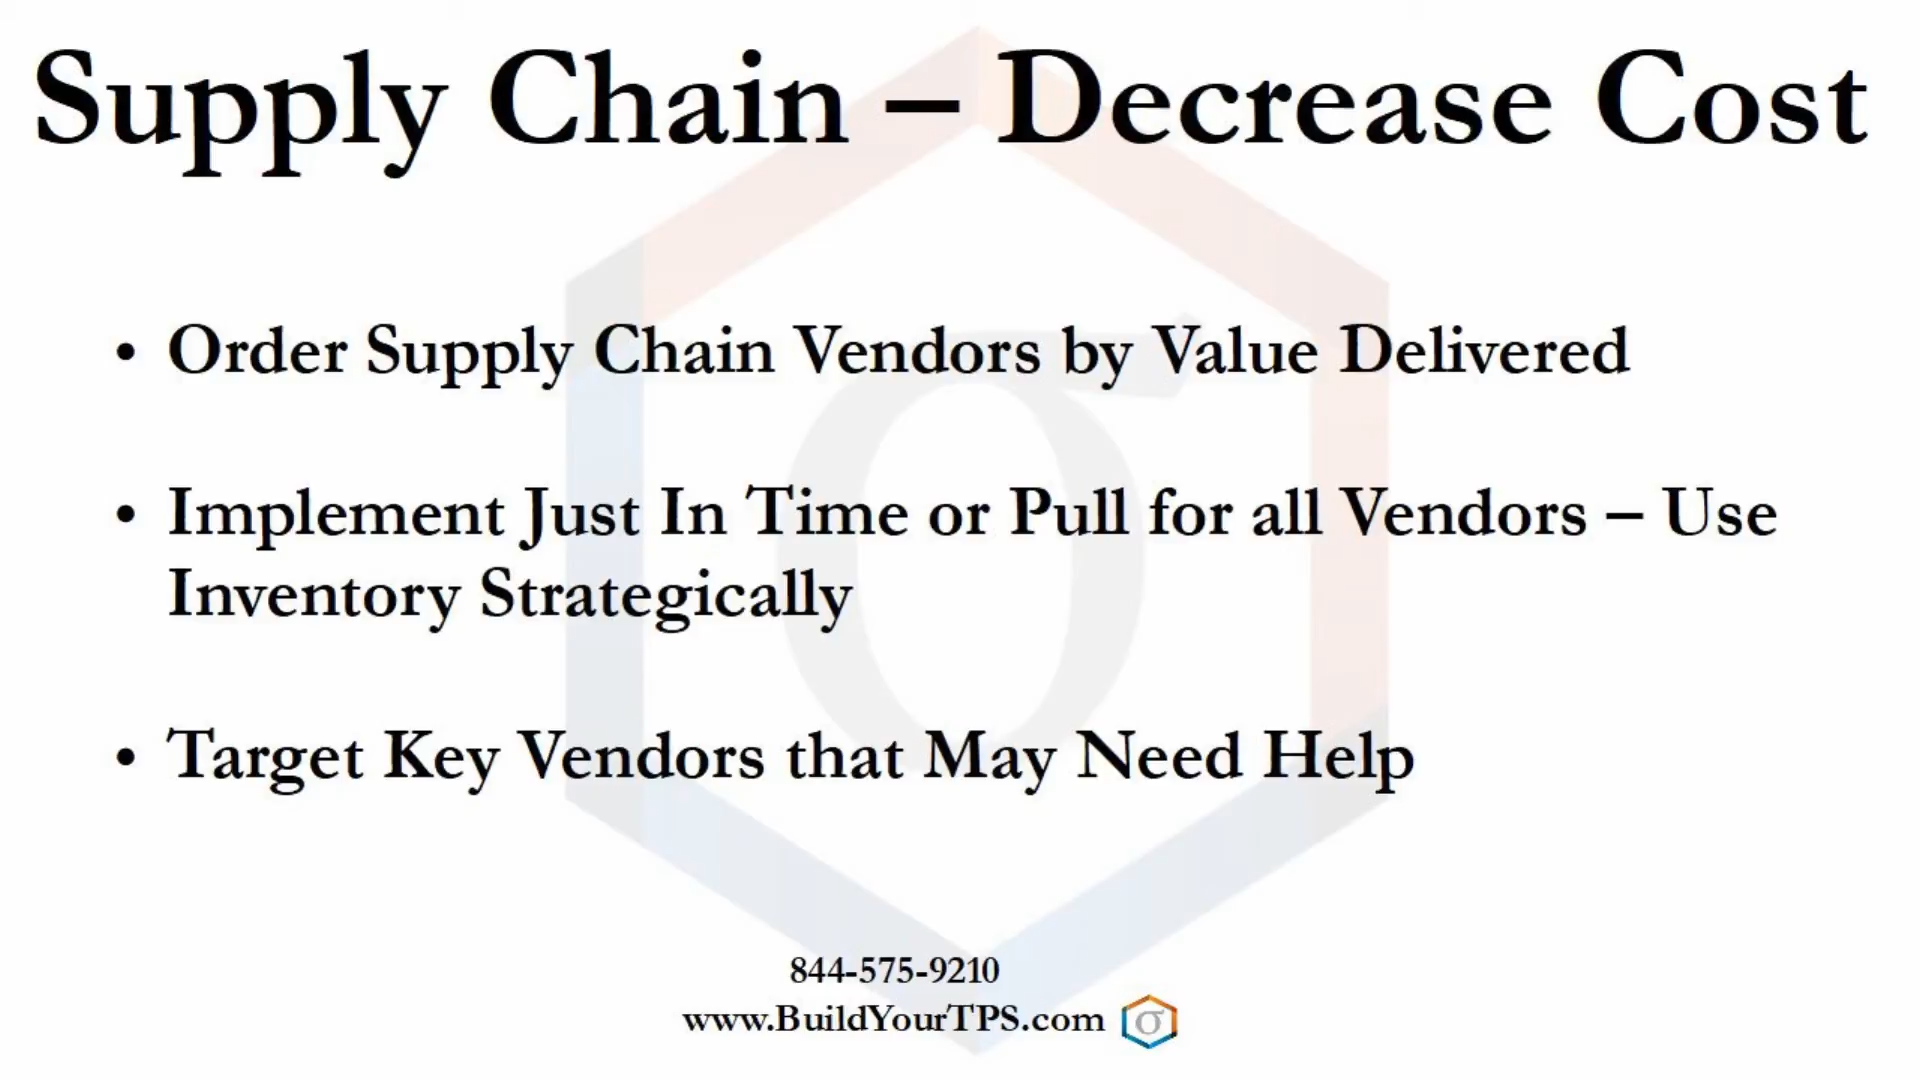 Supply Chain – Decrease Cost
• Order Supply Chain Vendors by Value Delivered
• Implement Just In Time or Pull for all Vendors – Use
Inventory Strategically
• Target Key Vendors that May Need Help
844-575-9210
www.BuildYourTPS.com σ